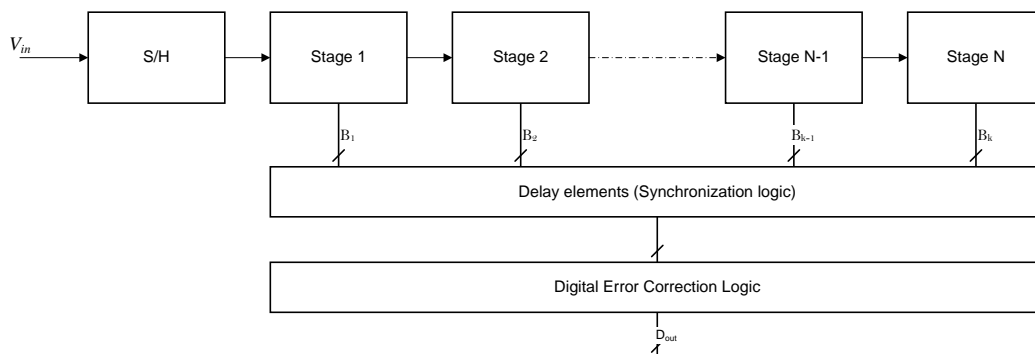 V_in
S/H
Stage 1
Stage 2
Stage N-1
Stage N
B_1
B_2
B_k-1
B_k
Delay elements (Synchronization logic)
Digital Error Correction Logic
D_out